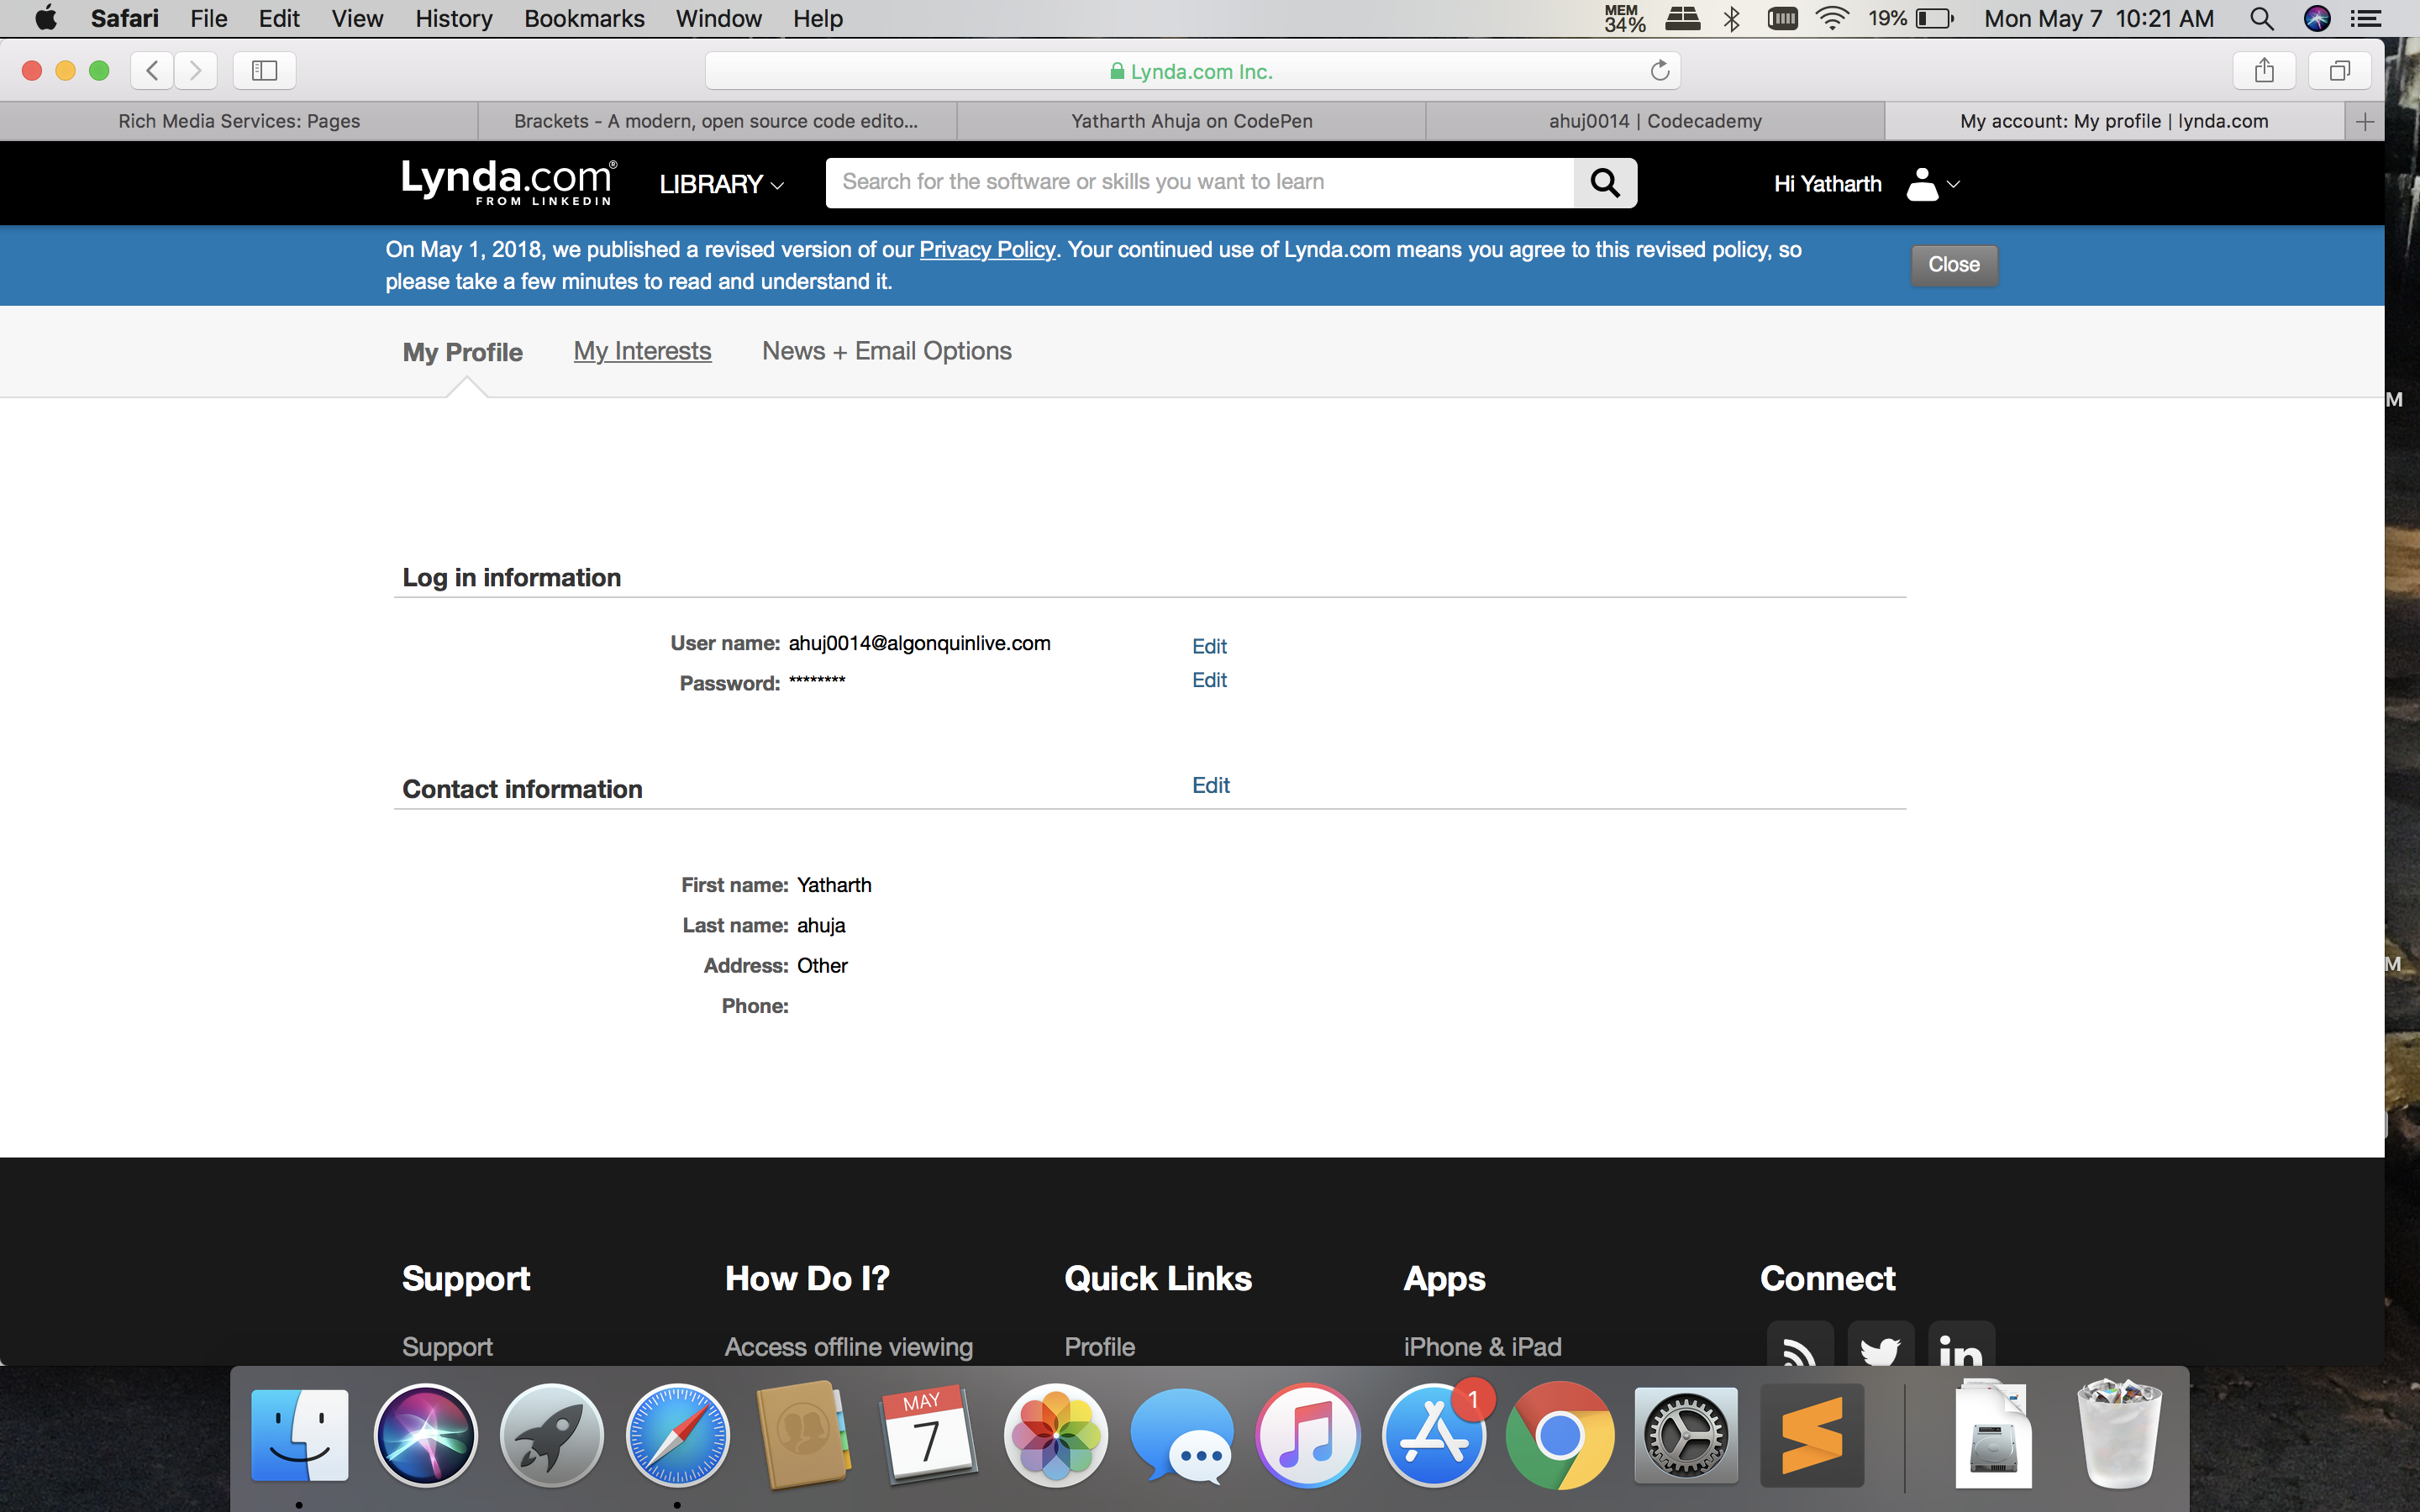 Safari File Edit View History Bookmarks Window Help MEM 34% 19% Mon May 7 10:21 AM
Lynda.com Inc.
Rich Media Services: Pages
Brackets - A modern, open source code edito...
Yatharth Ahuja on CodePen
ahuj0014 | Codecademy
My account: My profile | lynda.com
Lynda.com®
FROM LINKEDIN
LIBRARY
Search for the software or skills you want to learn
Hi Yatharth
On May 1, 2018, we published a revised version of our Privacy Policy. Your continued use of Lynda.com means you agree to this revised policy, so
please take a few minutes to read and understand it.
Close
My Profile My Interests News + Email Options
Log in information
User name: ahuj0014@algonquinlive.com Edit
Password: ******** Edit
Contact information Edit
First name: Yatharth
Last name: ahuja
Address: Other
Phone:
M
M
Support How Do I? Quick Links Apps Connect
Support Access offline viewing Profile iPhone & iPad
in
MAY
7
1